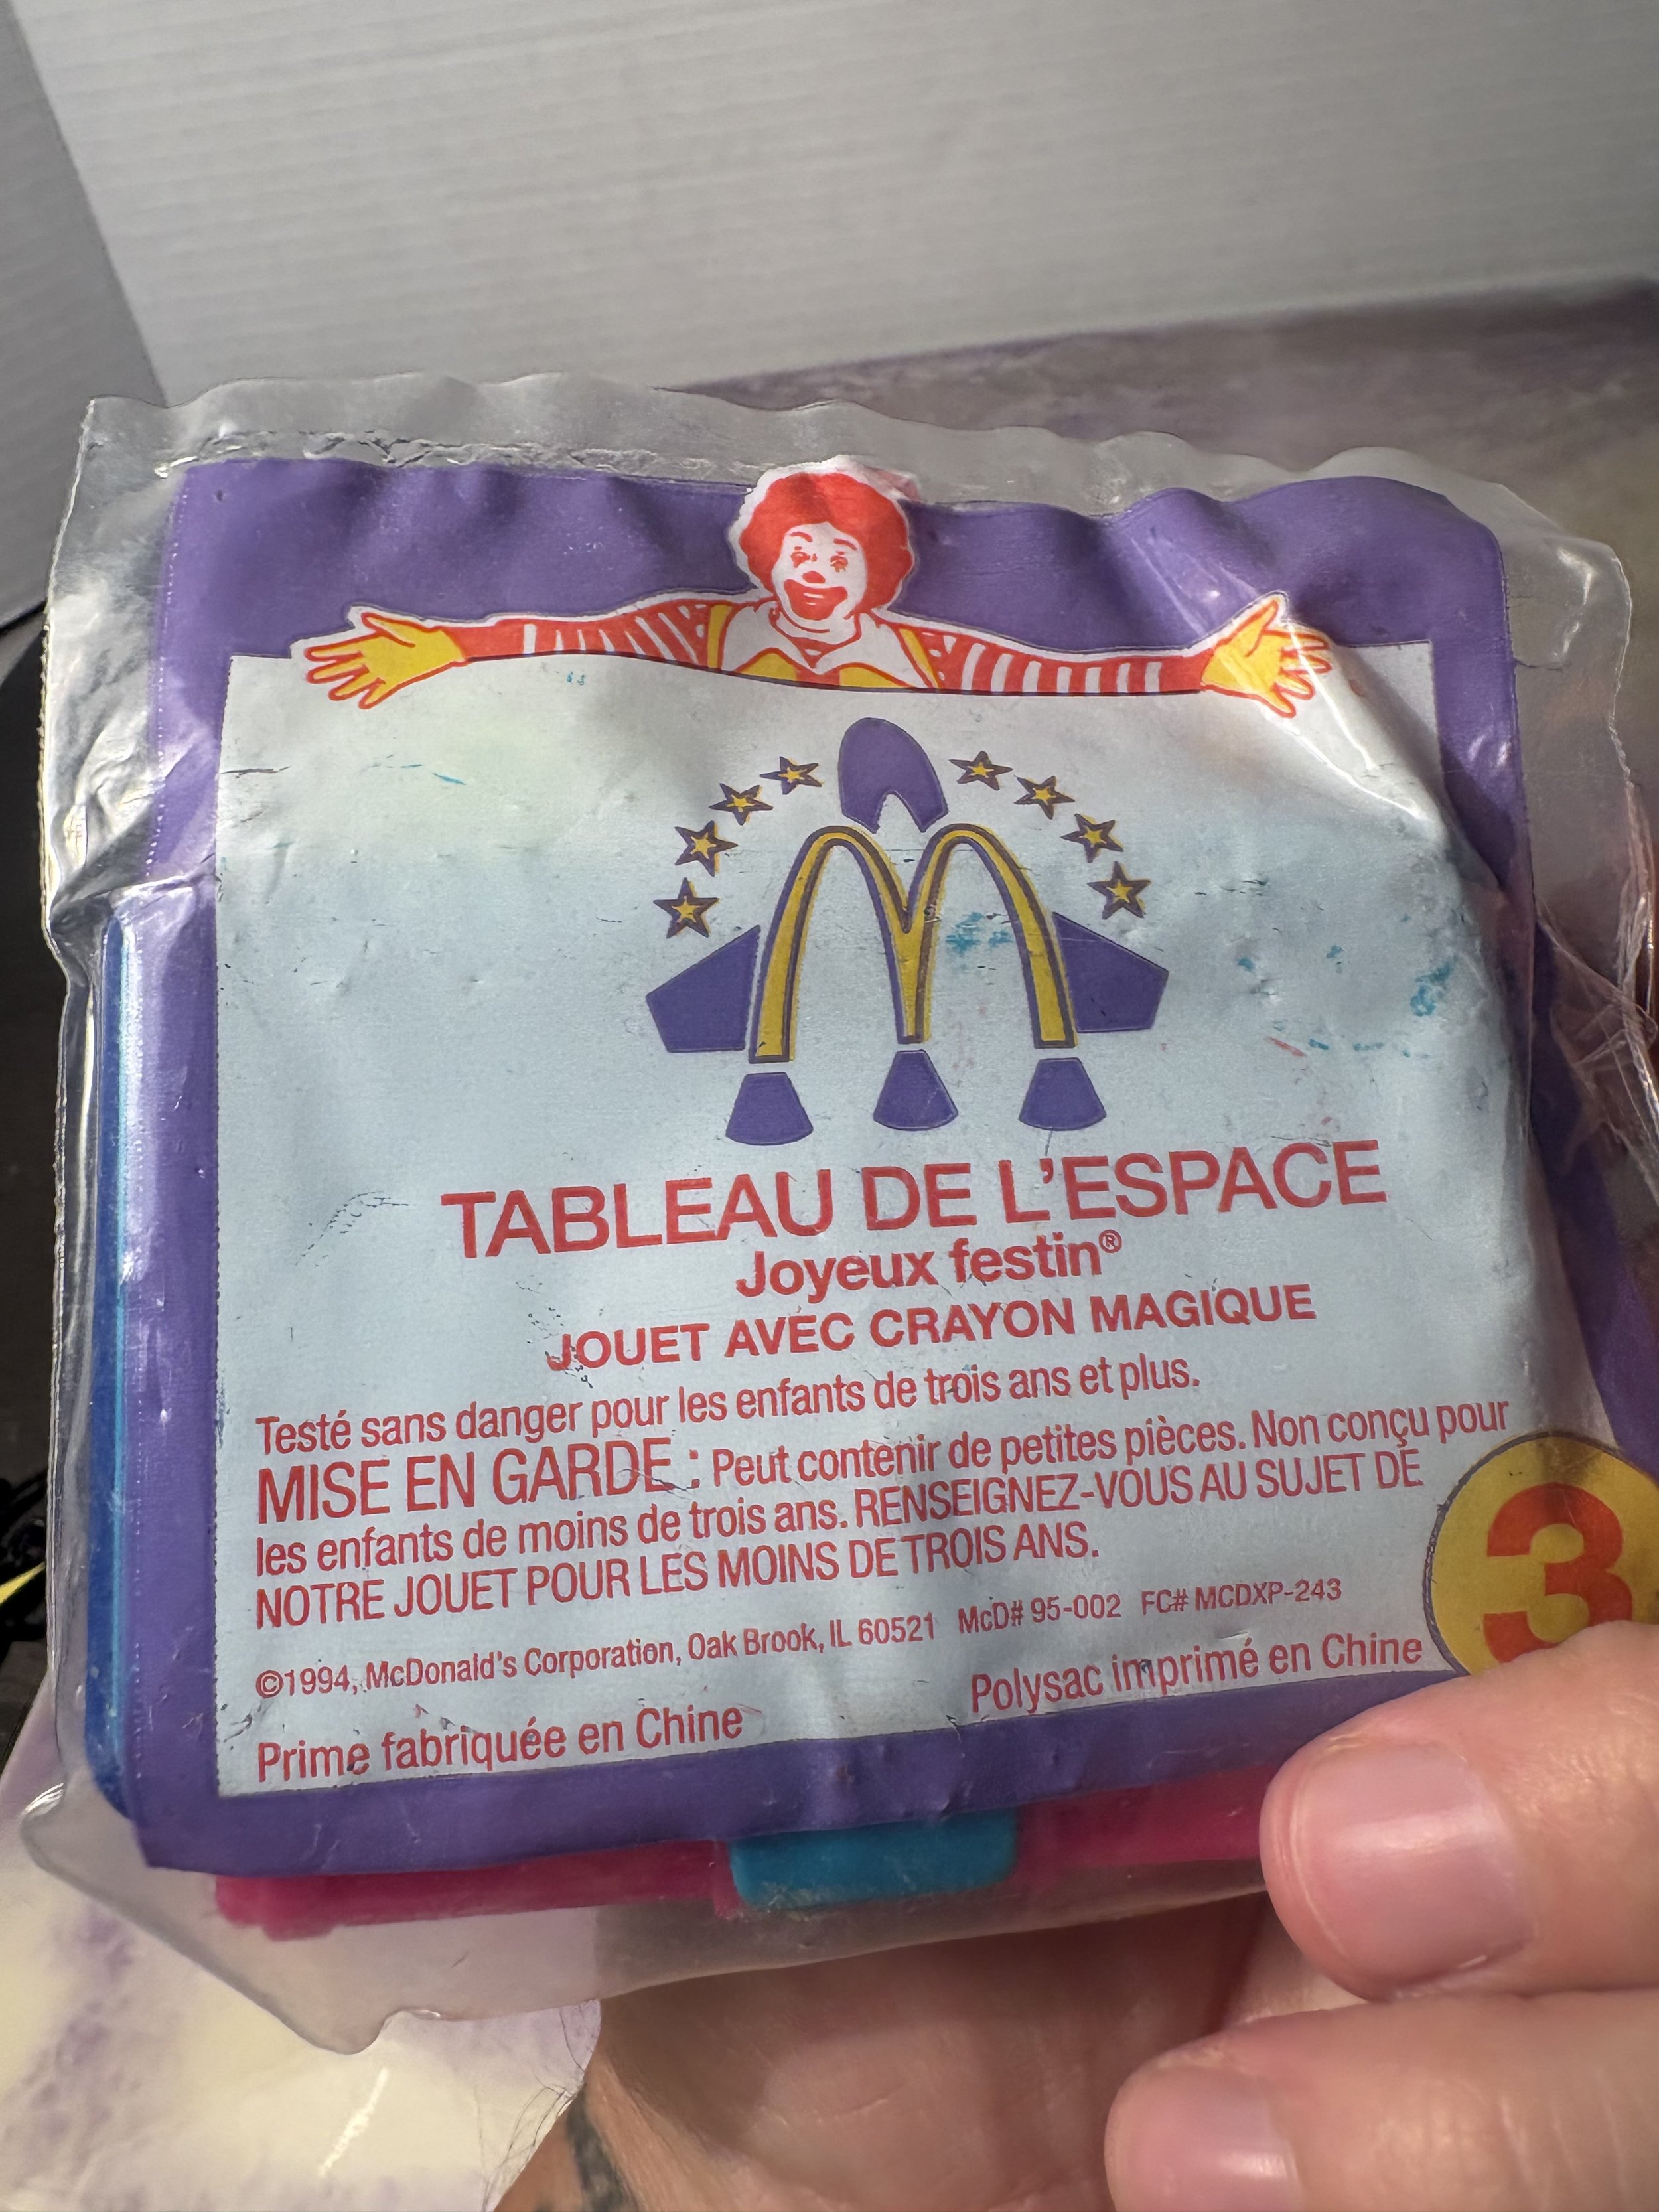 TABLEAU DE L'ESPACE
Joyeux festin®
JOUET AVEC CRAYON MAGIQUE
Testé sans danger pour les enfants de trois ans et plus.
MISE EN GARDE : Peut contenir de petites pièces. Non conçu pour
les enfants de moins de trois ans. RENSEIGNEZ-VOUS AU SUJET DE
NOTRE JOUET POUR LES MOINS DE TROIS ANS.
©1994, McDonald's Corporation, Oak Brook, IL 60521 McD# 95-002 FC# MCDXP-243
Prime fabriquée en Chine Polysac imprimé en Chine
3